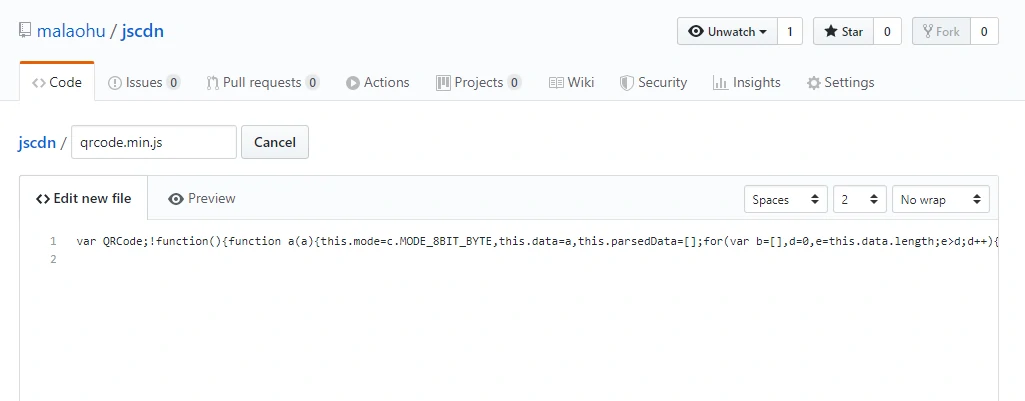 malaohu / jscdn
Unwatch 1 Star 0 Fork 0
Code Issues 0 Pull requests 0 Actions Projects 0 Wiki Security Insights Settings
jscdn / qrcode.min.js Cancel
Edit new file Preview Spaces 2 No wrap
1 var QRCode;!function(){function a(a){this.mode=c.MODE_8BIT_BYTE,this.data=a,this.parsedData=[];for(var b=[],d=0,e=this.data.length;e>d;d++){
2